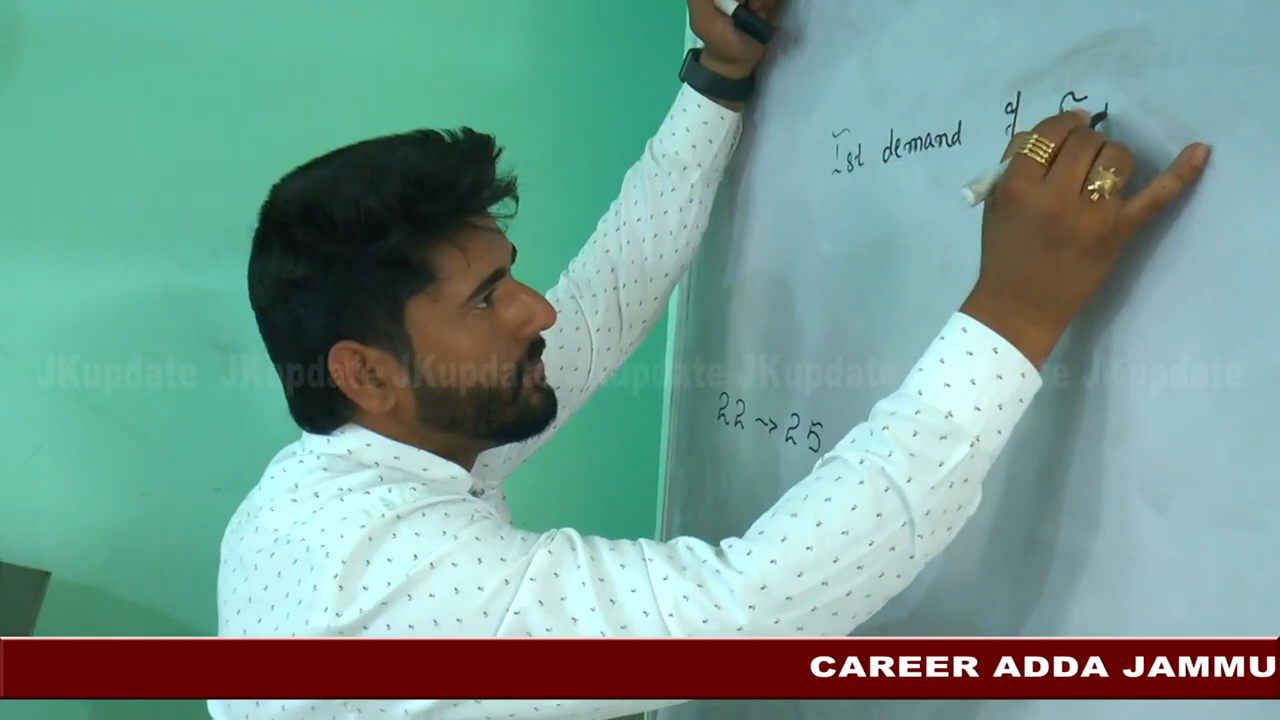 Ist demand of
JKupdate JKupdate JKupdate JKupdate JKupdate JKupdate JKupdate
22 → 25
CAREER ADDA JAMMU